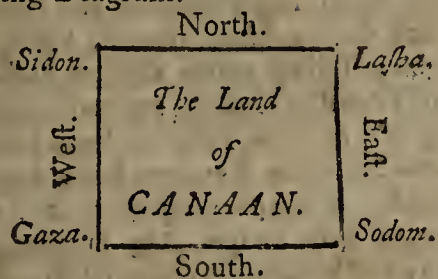 North.
Sidon. Laſha.
The Land
Weſt. of Eaſt.
CANAAN.
Gaza. Sodom.
South.